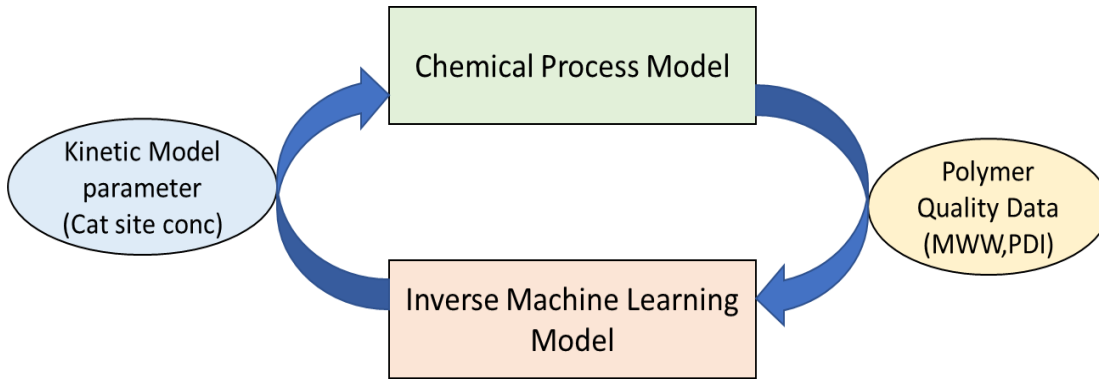 Chemical Process Model
Kinetic Model
parameter
(Cat site conc)
Polymer
Quality Data
(MWW,PDI)
Inverse Machine Learning
Model